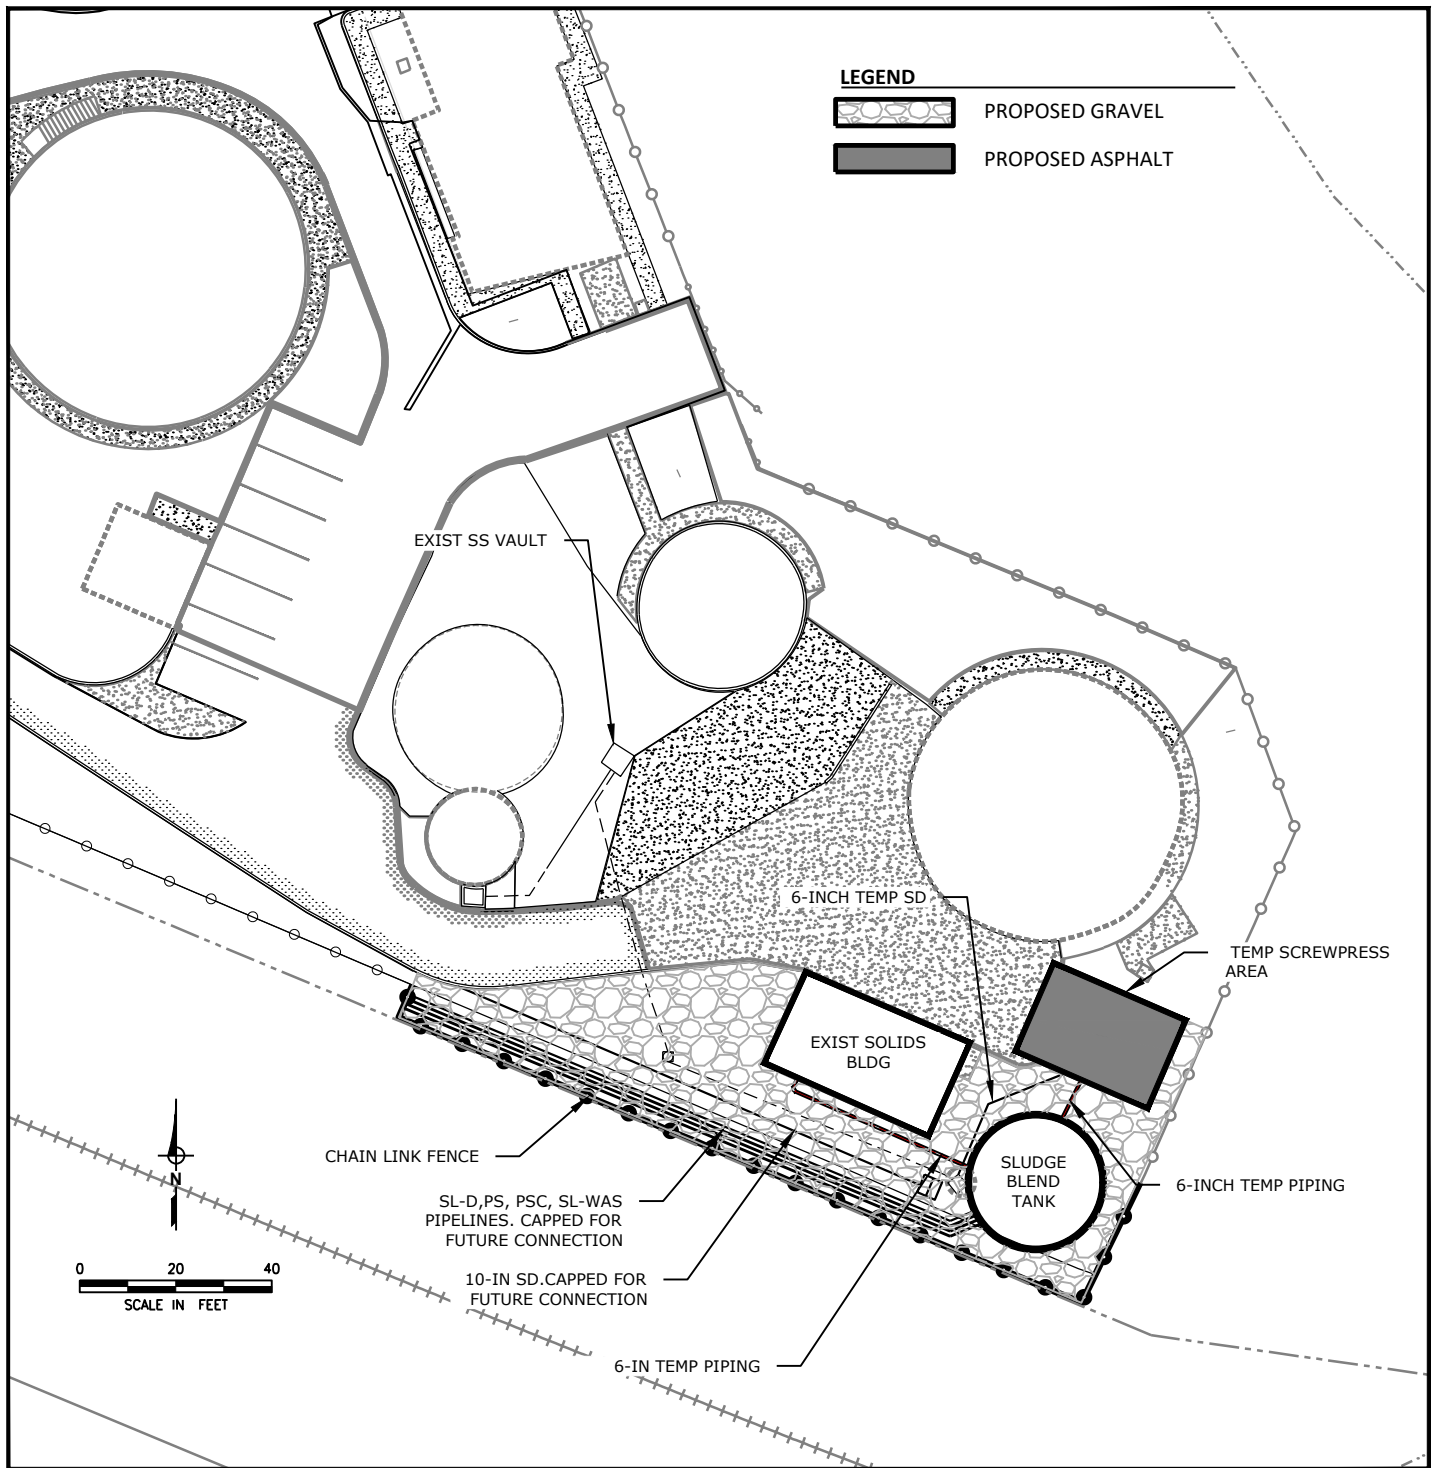 LEGEND
PROPOSED GRAVEL
PROPOSED ASPHALT
EXIST SS VAULT
6-INCH TEMP SD
TEMP SCREWPRESS
AREA
EXIST SOLIDS
BLDG
CHAIN LINK FENCE
SLUDGE
BLEND
TANK
6-INCH TEMP PIPING
SL-D,PS, PSC, SL-WAS
PIPELINES. CAPPED FOR
FUTURE CONNECTION
10-IN SD.CAPPED FOR
FUTURE CONNECTION
6-IN TEMP PIPING
N
0 20 40
SCALE IN FEET